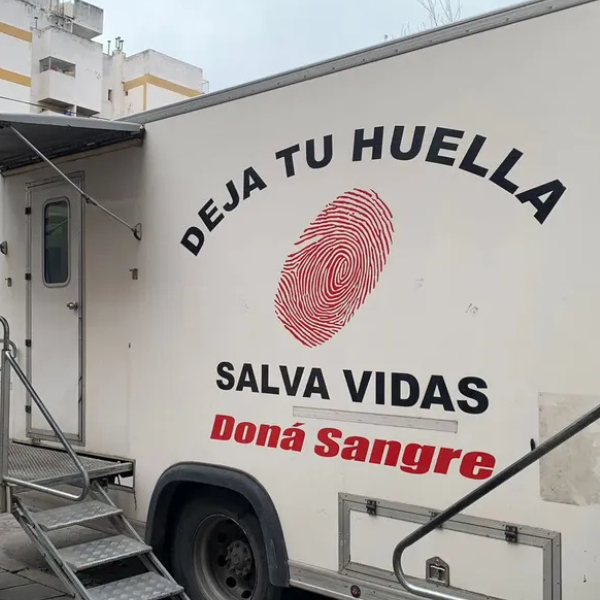 DEJA TU HUELLA
SALVA VIDAS
Doná Sangre